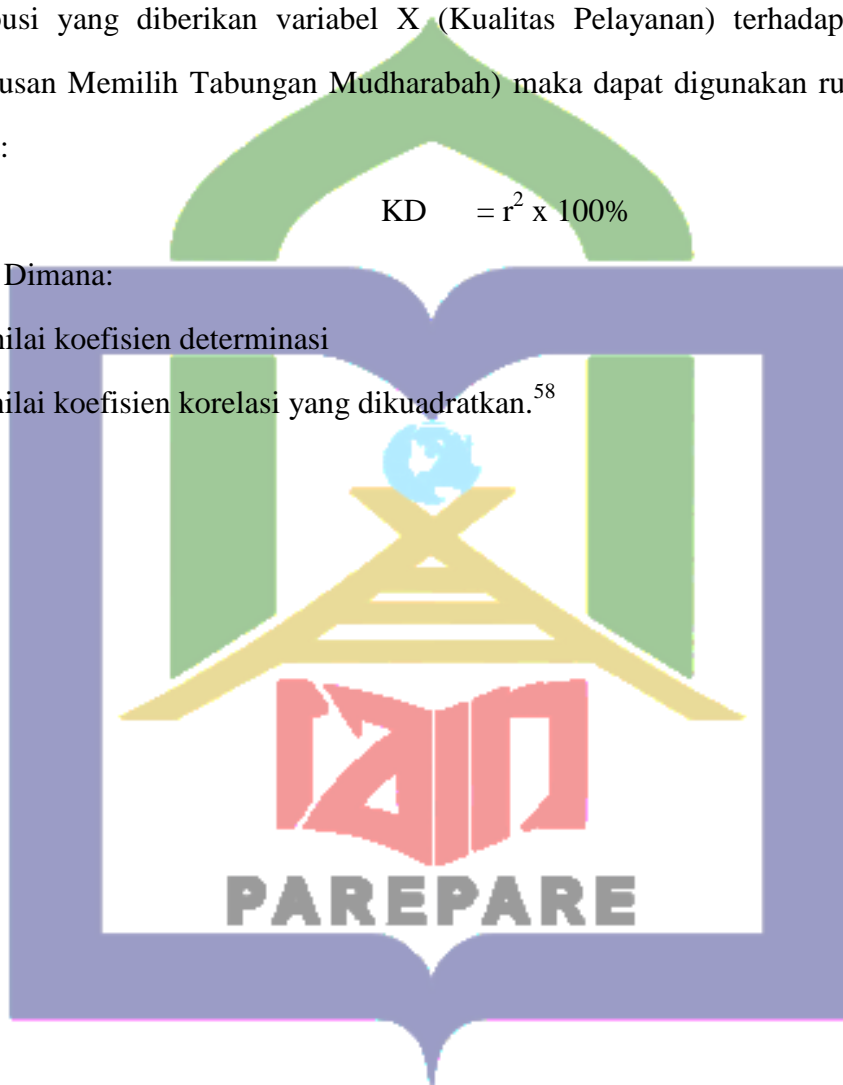 busi yang diberikan variabel X (Kualitas Pelayanan) terhadap
usan Memilih Tabungan Mudharabah) maka dapat digunakan ru
:
KD = r² x 100%
Dimana:
nilai koefisien determinasi
nilai koefisien korelasi yang dikuadratkan.⁵⁸
iain
PAREPARE